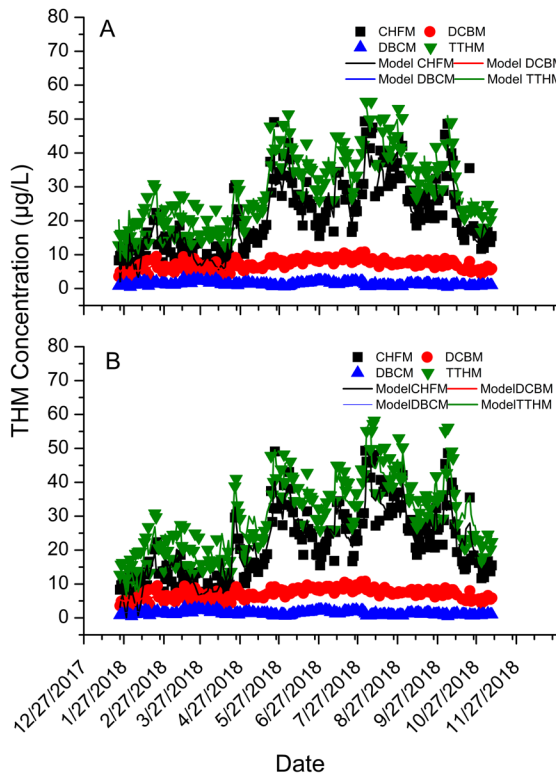 THM Concentration (µg/L)
80
70
60
50
40
30
20
10
0
A
CHFM DCBM
DBCM TTHM
Model CHFM Model DCBM
Model DBCM Model TTHM
80
70
60
50
40
30
20
10
0
B
CHFM DCBM
DBCM TTHM
ModelCHFM ModelDCBM
ModelDBCM ModelTTHM
12/27/2017
1/27/2018
2/27/2018
3/27/2018
4/27/2018
5/27/2018
6/27/2018
7/27/2018
8/27/2018
9/27/2018
10/27/2018
11/27/2018
Date